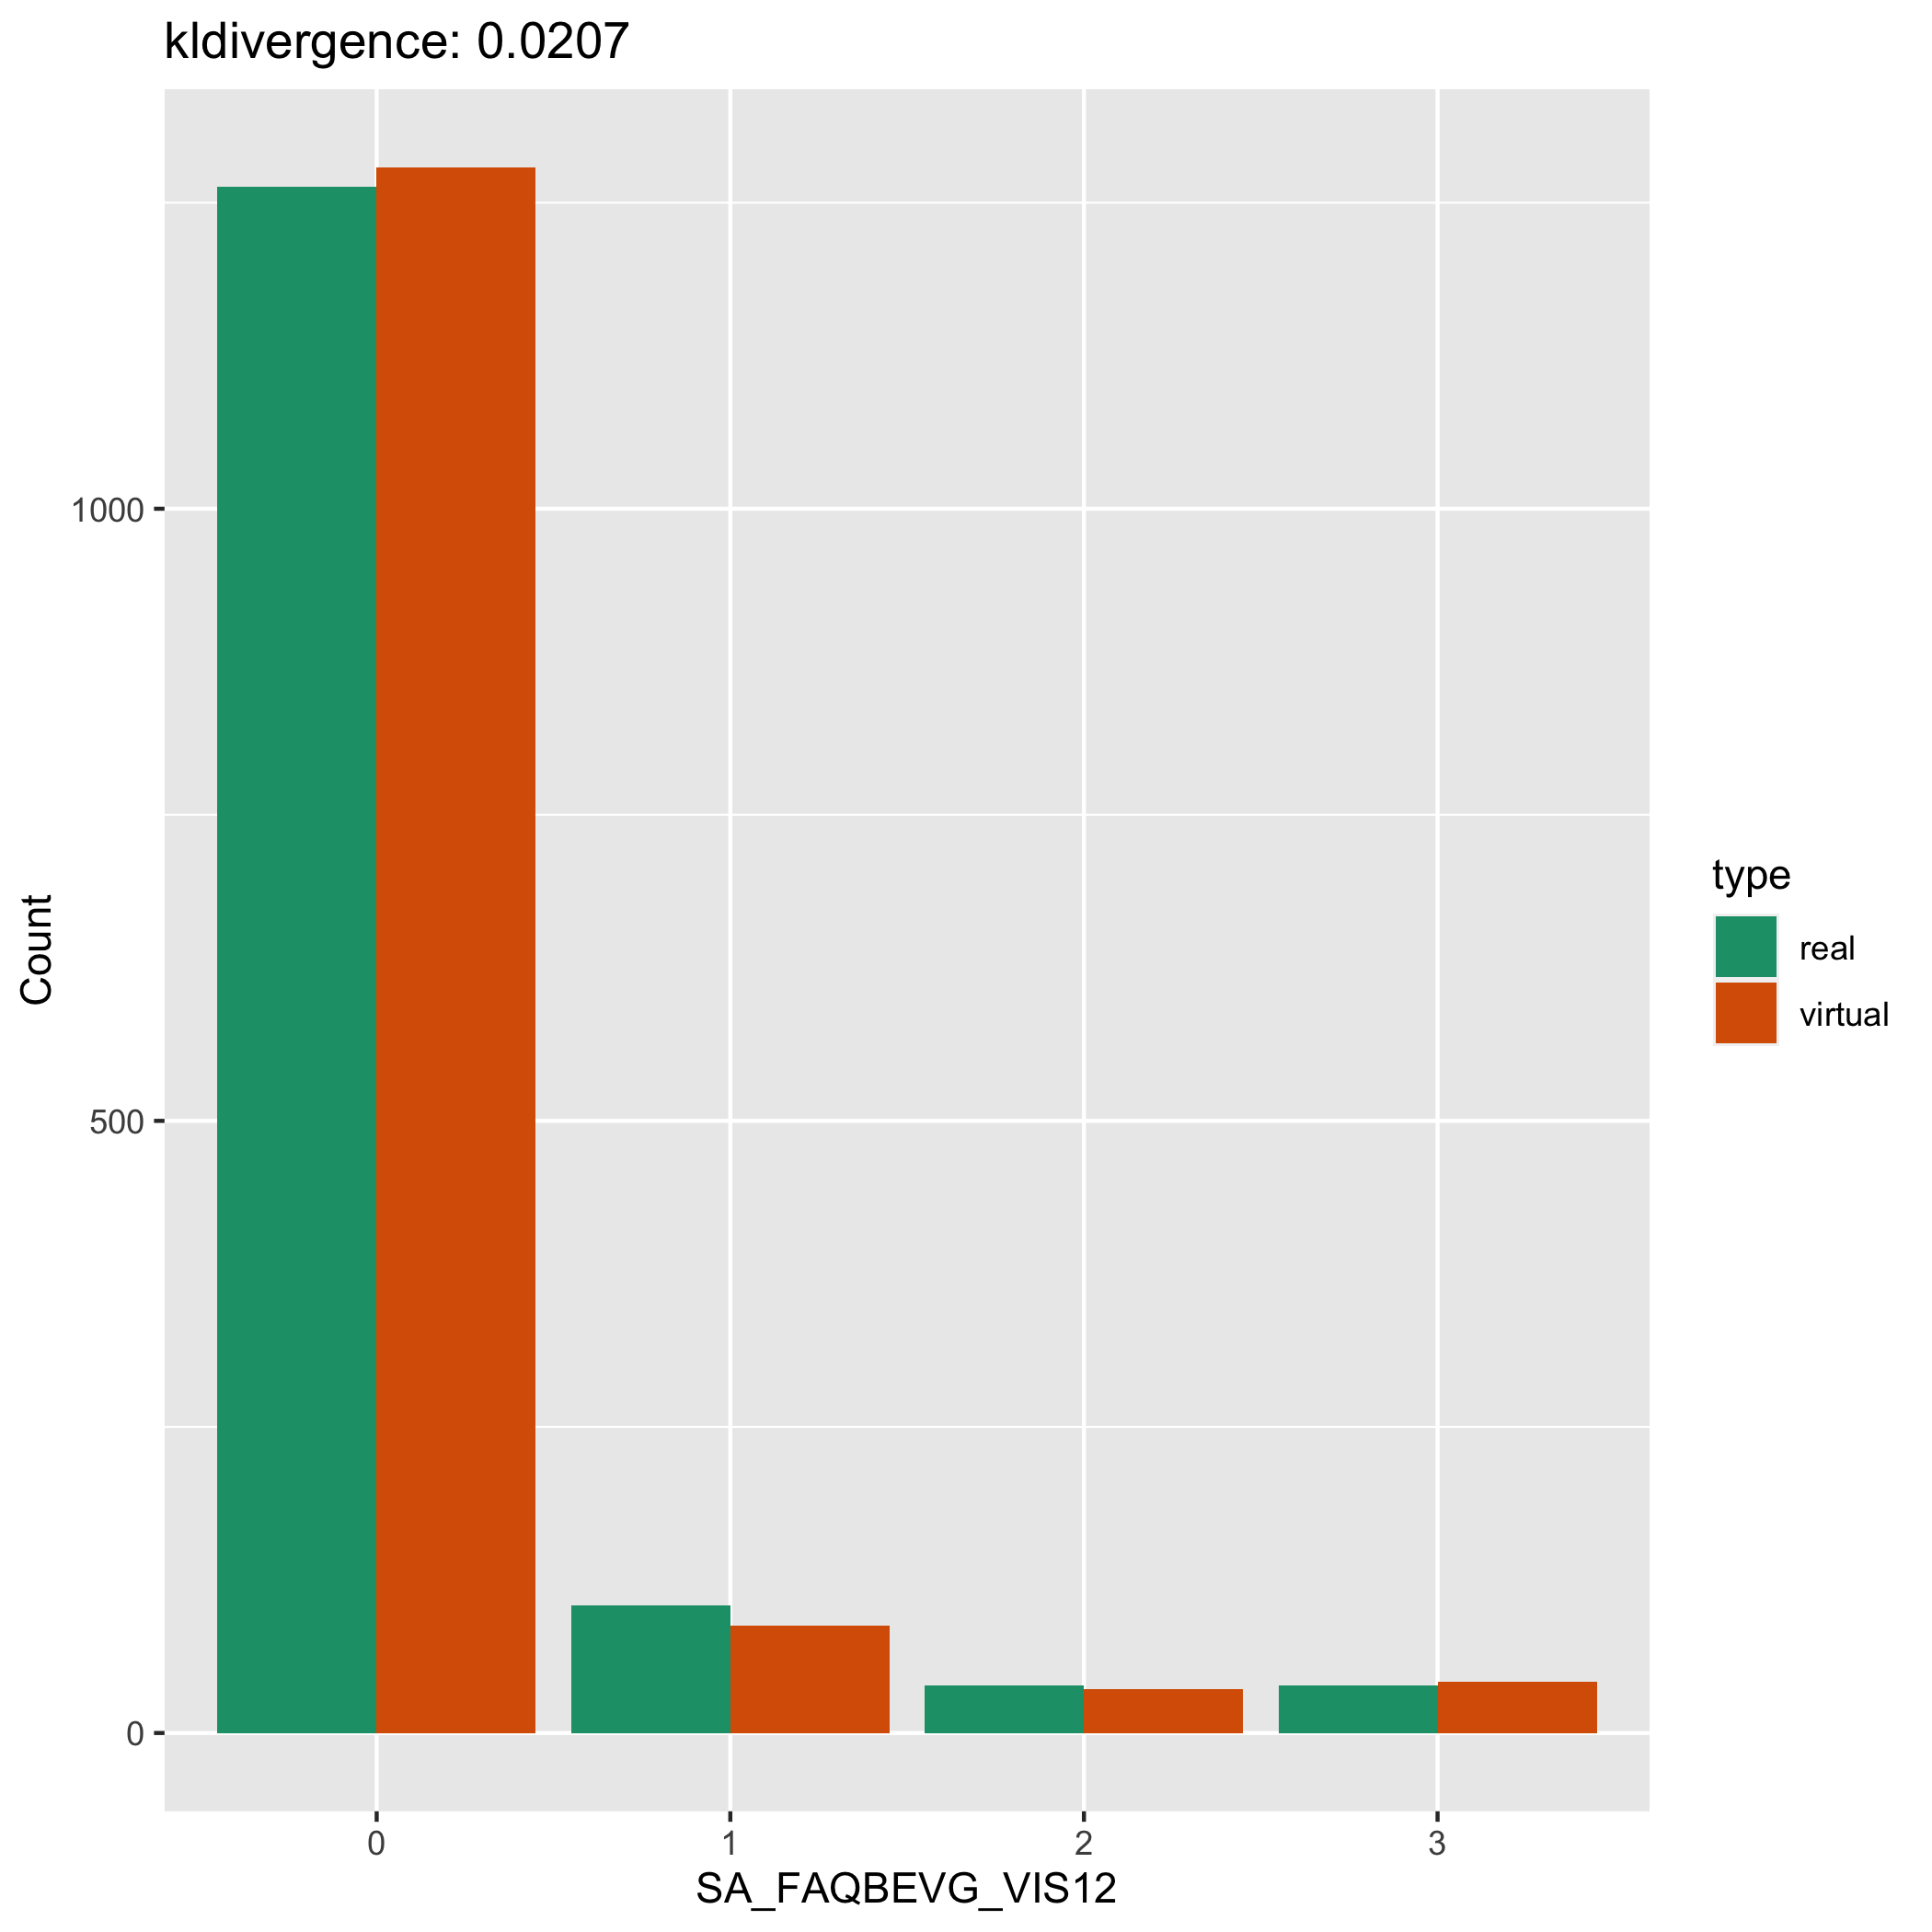 kldivergence: 0.0207
1000
500
0
Count
0 1 2 3
SA_FAQBEVG_VIS12
type
real
virtual